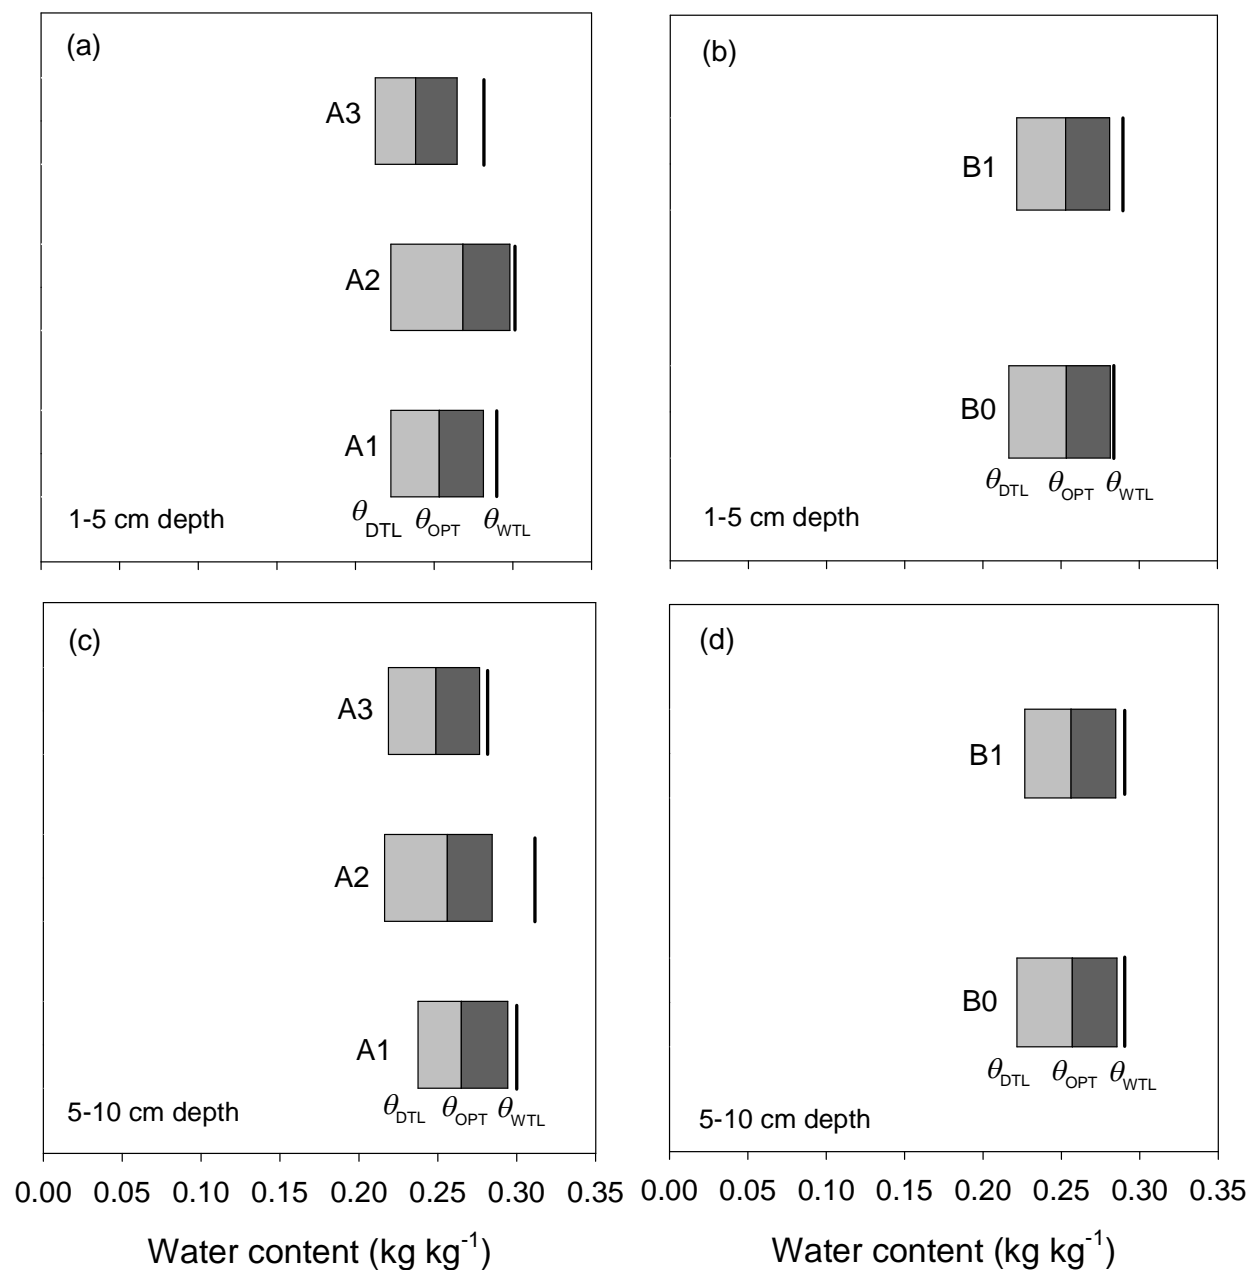 (a)
A3
A2
A1
θDTL θOPT θWTL
1-5 cm depth
(b)
B1
B0
θDTL θOPT θWTL
1-5 cm depth
(c)
A3
A2
A1
θDTL θOPT θWTL
5-10 cm depth
0.00 0.05 0.10 0.15 0.20 0.25 0.30 0.35
Water content (kg kg⁻¹)
(d)
B1
B0
θDTL θOPT θWTL
5-10 cm depth
0.00 0.05 0.10 0.15 0.20 0.25 0.30 0.35
Water content (kg kg⁻¹)